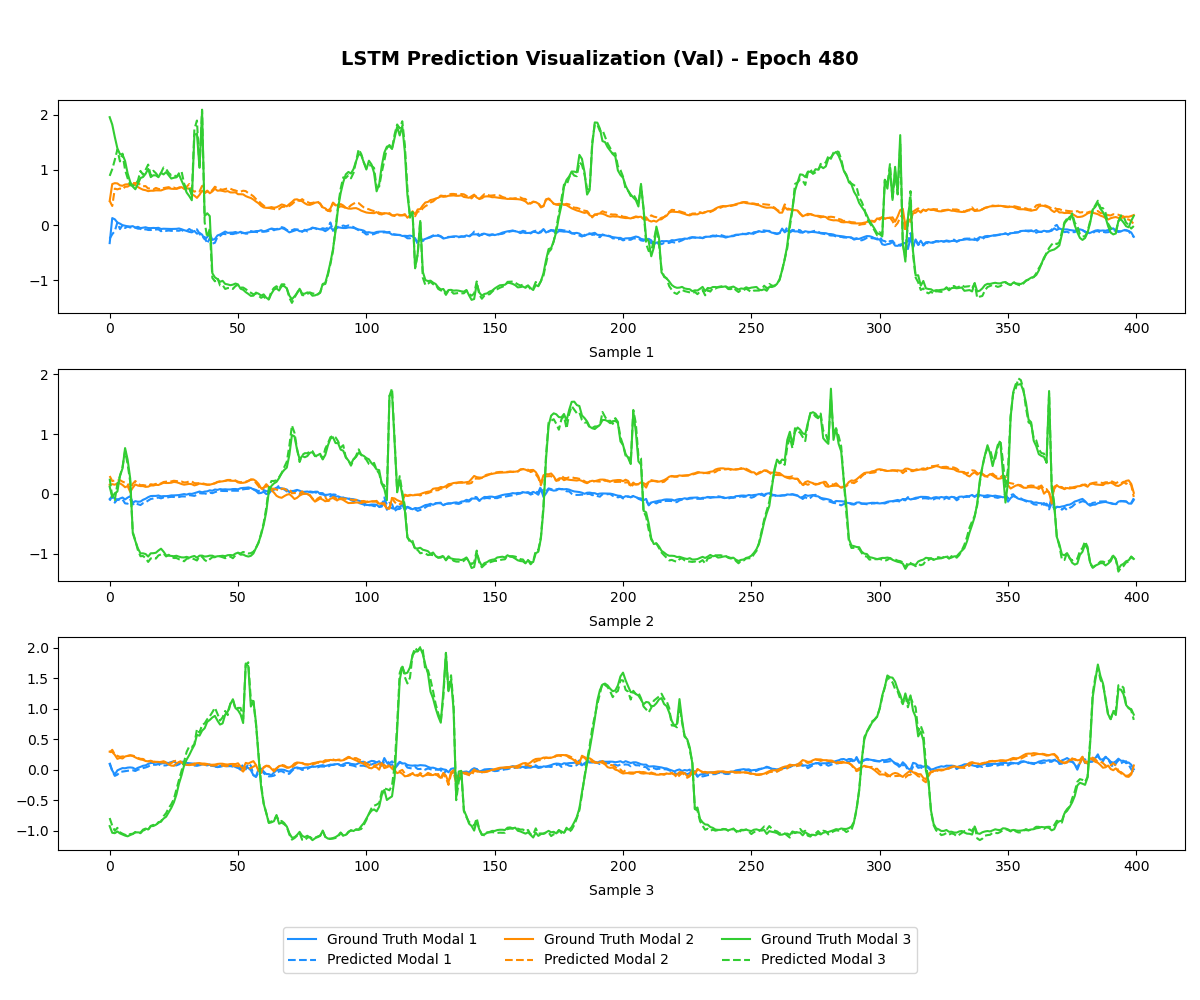 LSTM Prediction Visualization (Val) - Epoch 480
2
1
0
−1
0 50 100 150 200 250 300 350 400
Sample 1
2
1
0
−1
0 50 100 150 200 250 300 350 400
Sample 2
2.0
1.5
1.0
0.5
0.0
−0.5
−1.0
0 50 100 150 200 250 300 350 400
Sample 3
Ground Truth Modal 1 Ground Truth Modal 2 Ground Truth Modal 3
Predicted Modal 1 Predicted Modal 2 Predicted Modal 3